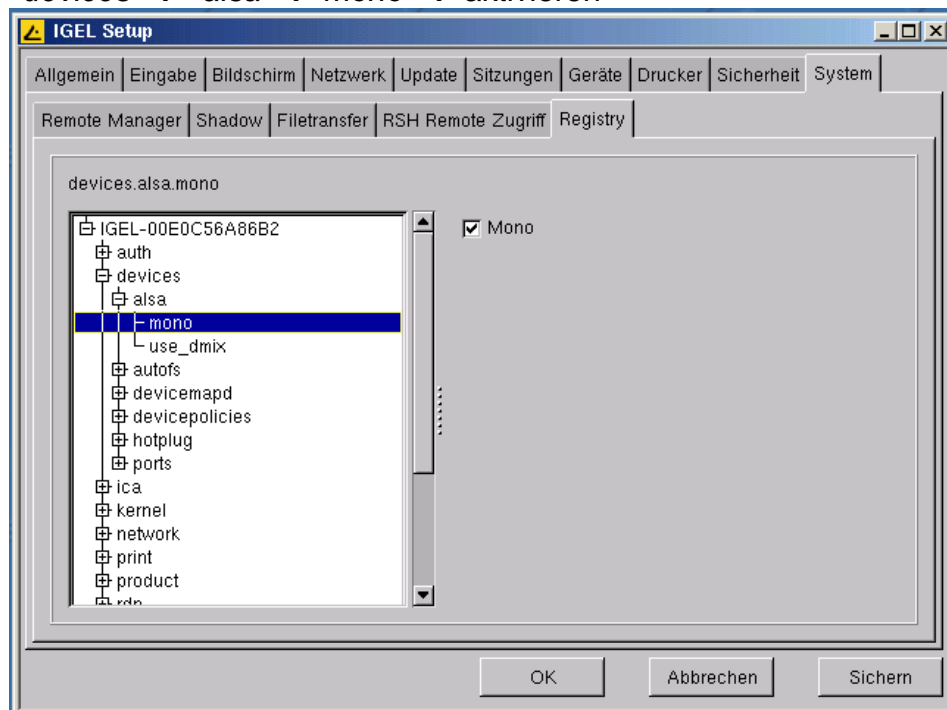 IGEL Setup
Allgemein Eingabe Bildschirm Netzwerk Update Sitzungen Geräte Drucker Sicherheit System
Remote Manager Shadow Filetransfer RSH Remote Zugriff Registry
devices.alsa.mono
IGEL-00E0C56A86B2
auth
devices
alsa
mono
use_dmix
autofs
devicemapd
devicepolicies
hotplug
ports
ica
kernel
network
print
product
Mono
OK Abbrechen Sichern